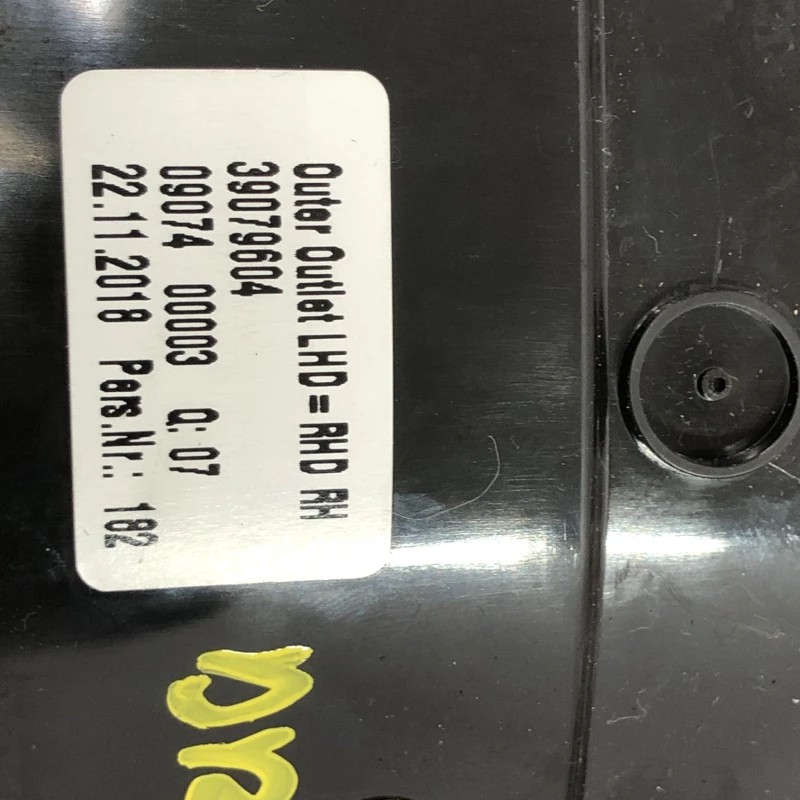 Outer Outlet LHD = RHD RH
39079604
09074 00003 Q: 07
22.11.2018 Pers.Nr.: 182